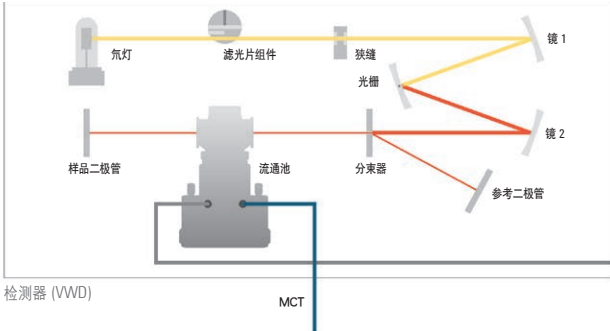 镜 1
氘灯
滤光片组件
狭缝
光栅
镜 2
样品二极管
流通池
分束器
参考二极管
检测器 (VWD)
MCT